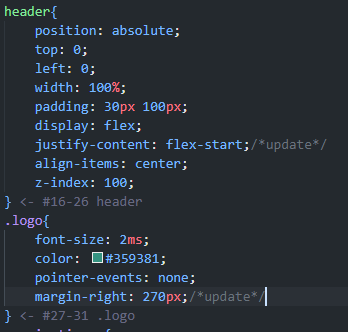 header{
position: absolute;
top: 0;
left: 0;
width: 100%;
padding: 30px 100px;
display: flex;
justify-content: flex-start;/*update*/
align-items: center;
z-index: 100;
} <- #16-26 header
.logo{
font-size: 2ms;
color: #359381;
pointer-events: none;
margin-right: 270px;/*update*/
} <- #27-31 .logo